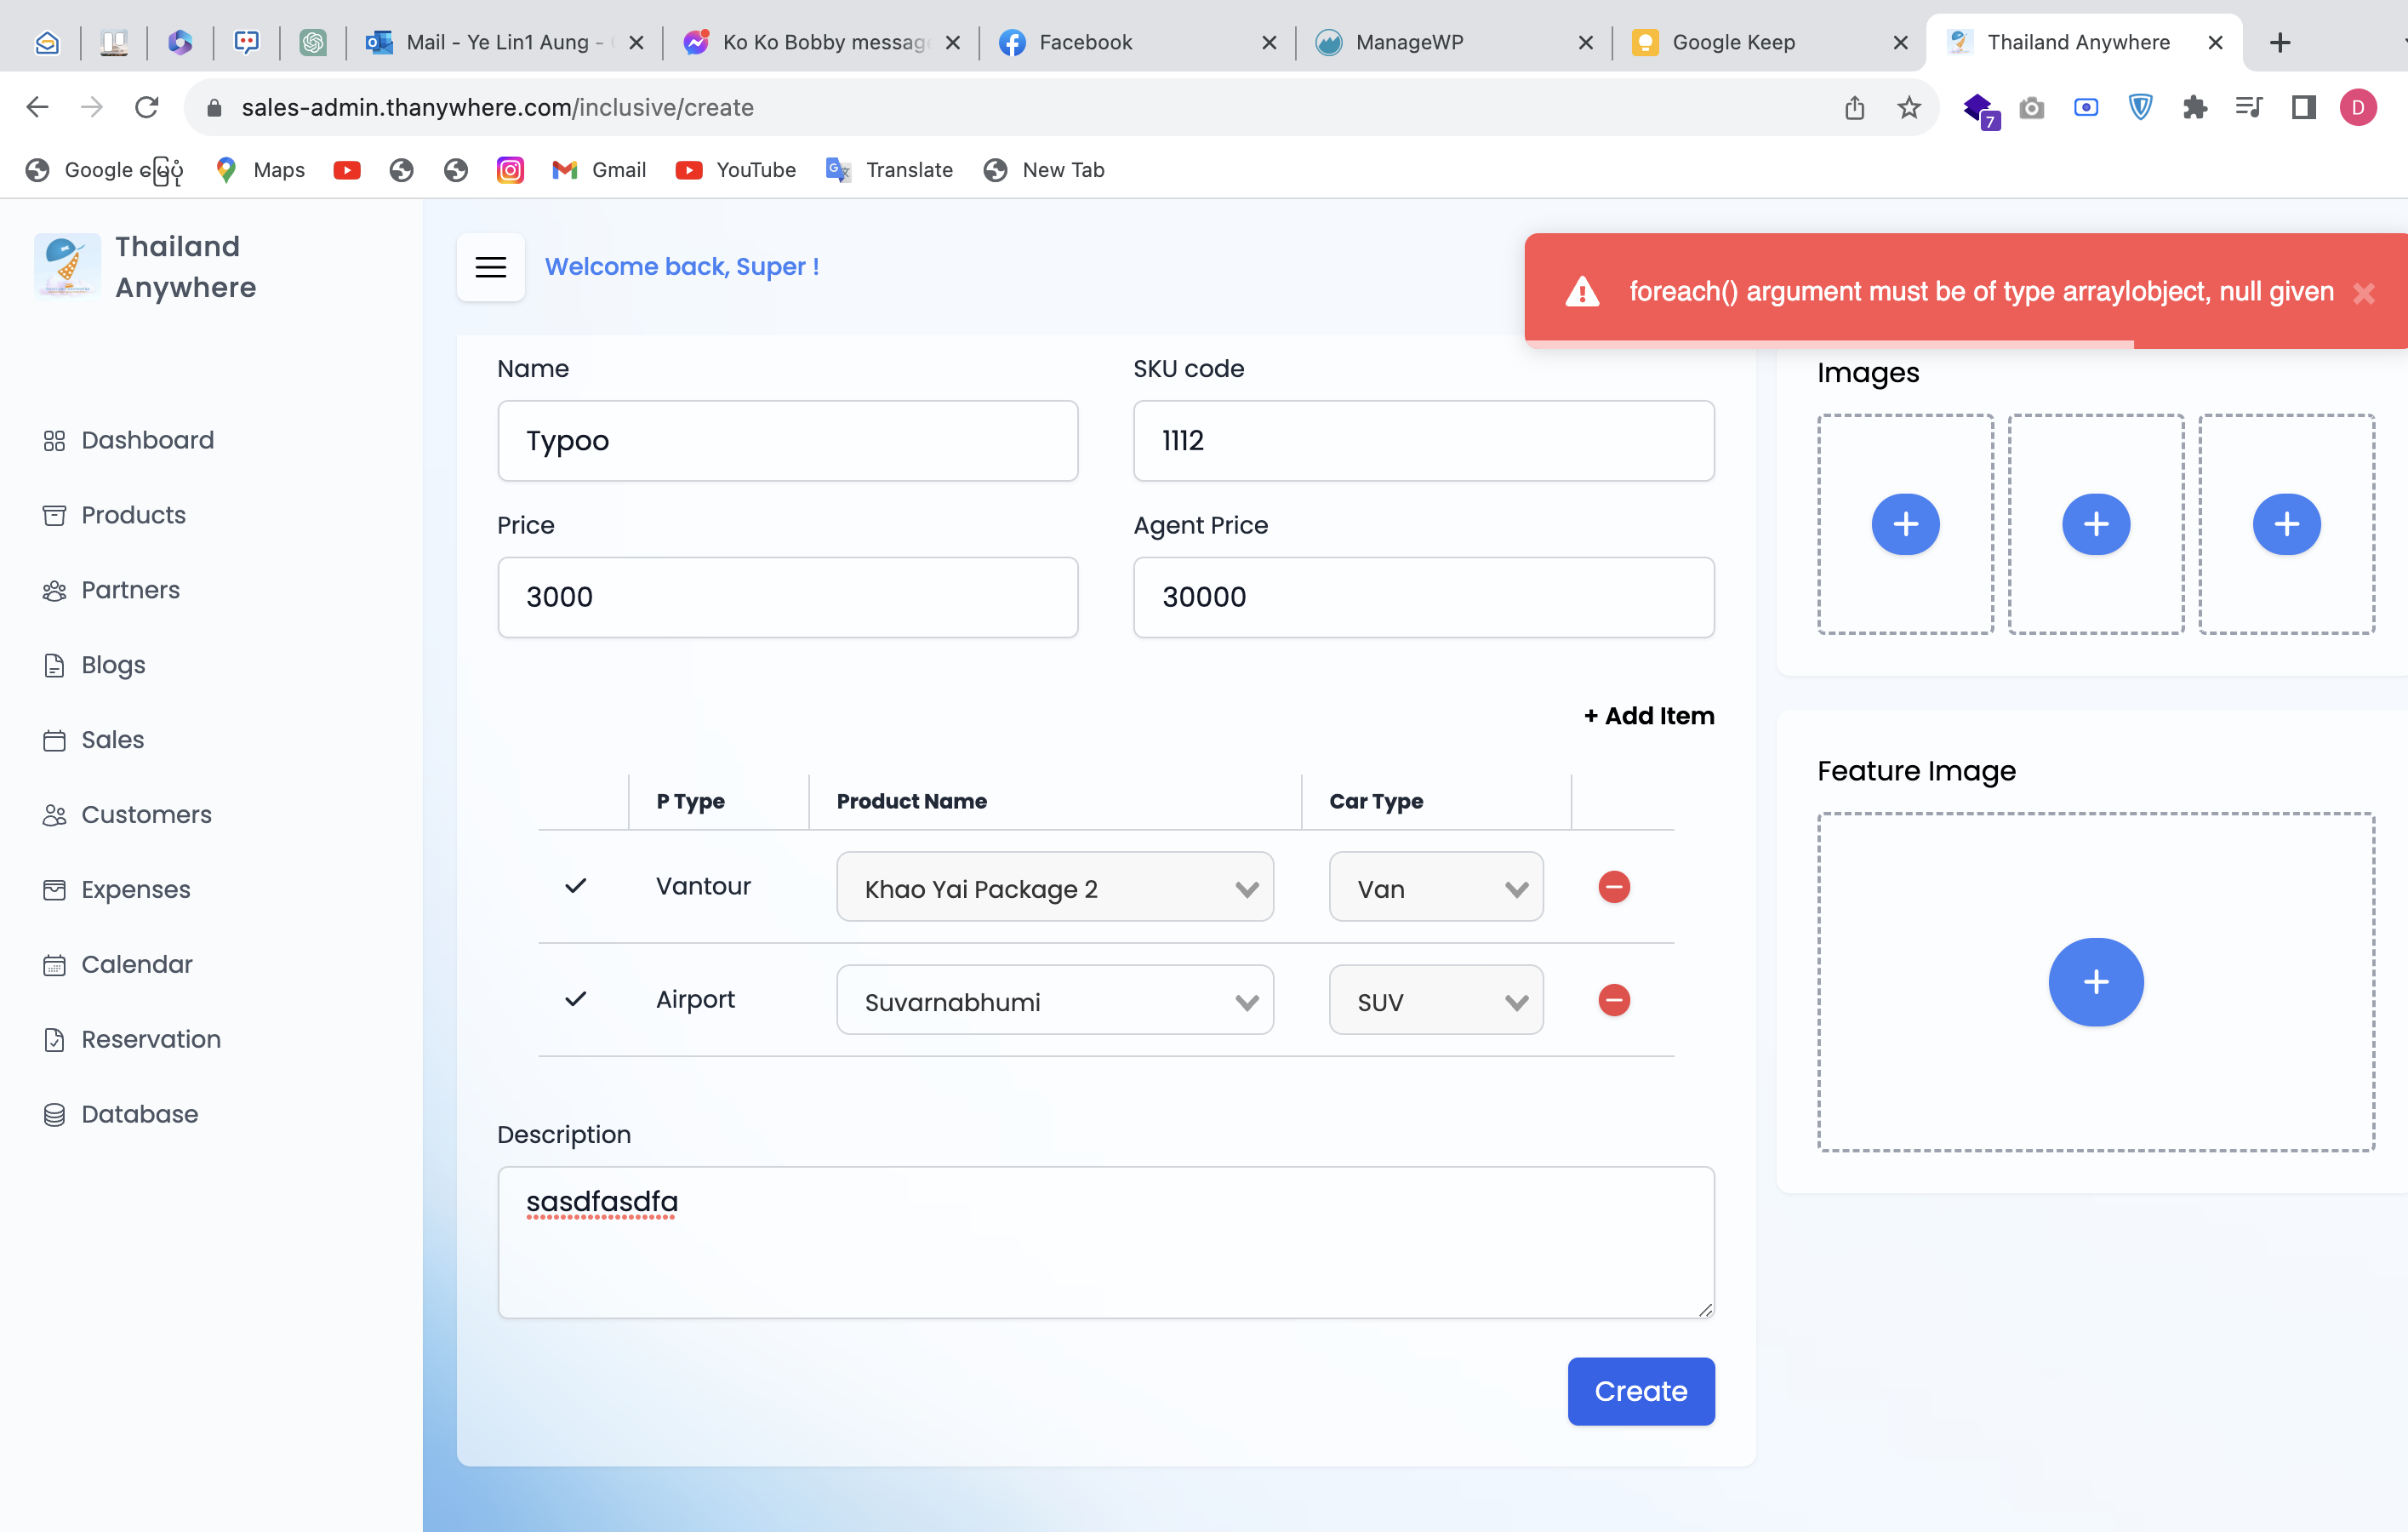 Mail - Ye Lin1 Aung -
Ko Ko Bobby messag
Facebook
ManageWP
Google Keep
Thailand Anywhere
sales-admin.thanywhere.com/inclusive/create
7
D
Google မြေပုံ
Maps
Gmail
YouTube
Translate
New Tab
Thailand
Anywhere
Welcome back, Super !
foreach() argument must be of type array|object, null given
Dashboard
Products
Partners
Blogs
Sales
Customers
Expenses
Calendar
Reservation
Database
Name
SKU code
Typoo
1112
Price
Agent Price
3000
30000
+ Add Item
P Type
Product Name
Car Type
Vantour
Khao Yai Package 2
Van
Airport
Suvarnabhumi
SUV
Description
sasdfasdfa
Create
Images
Feature Image